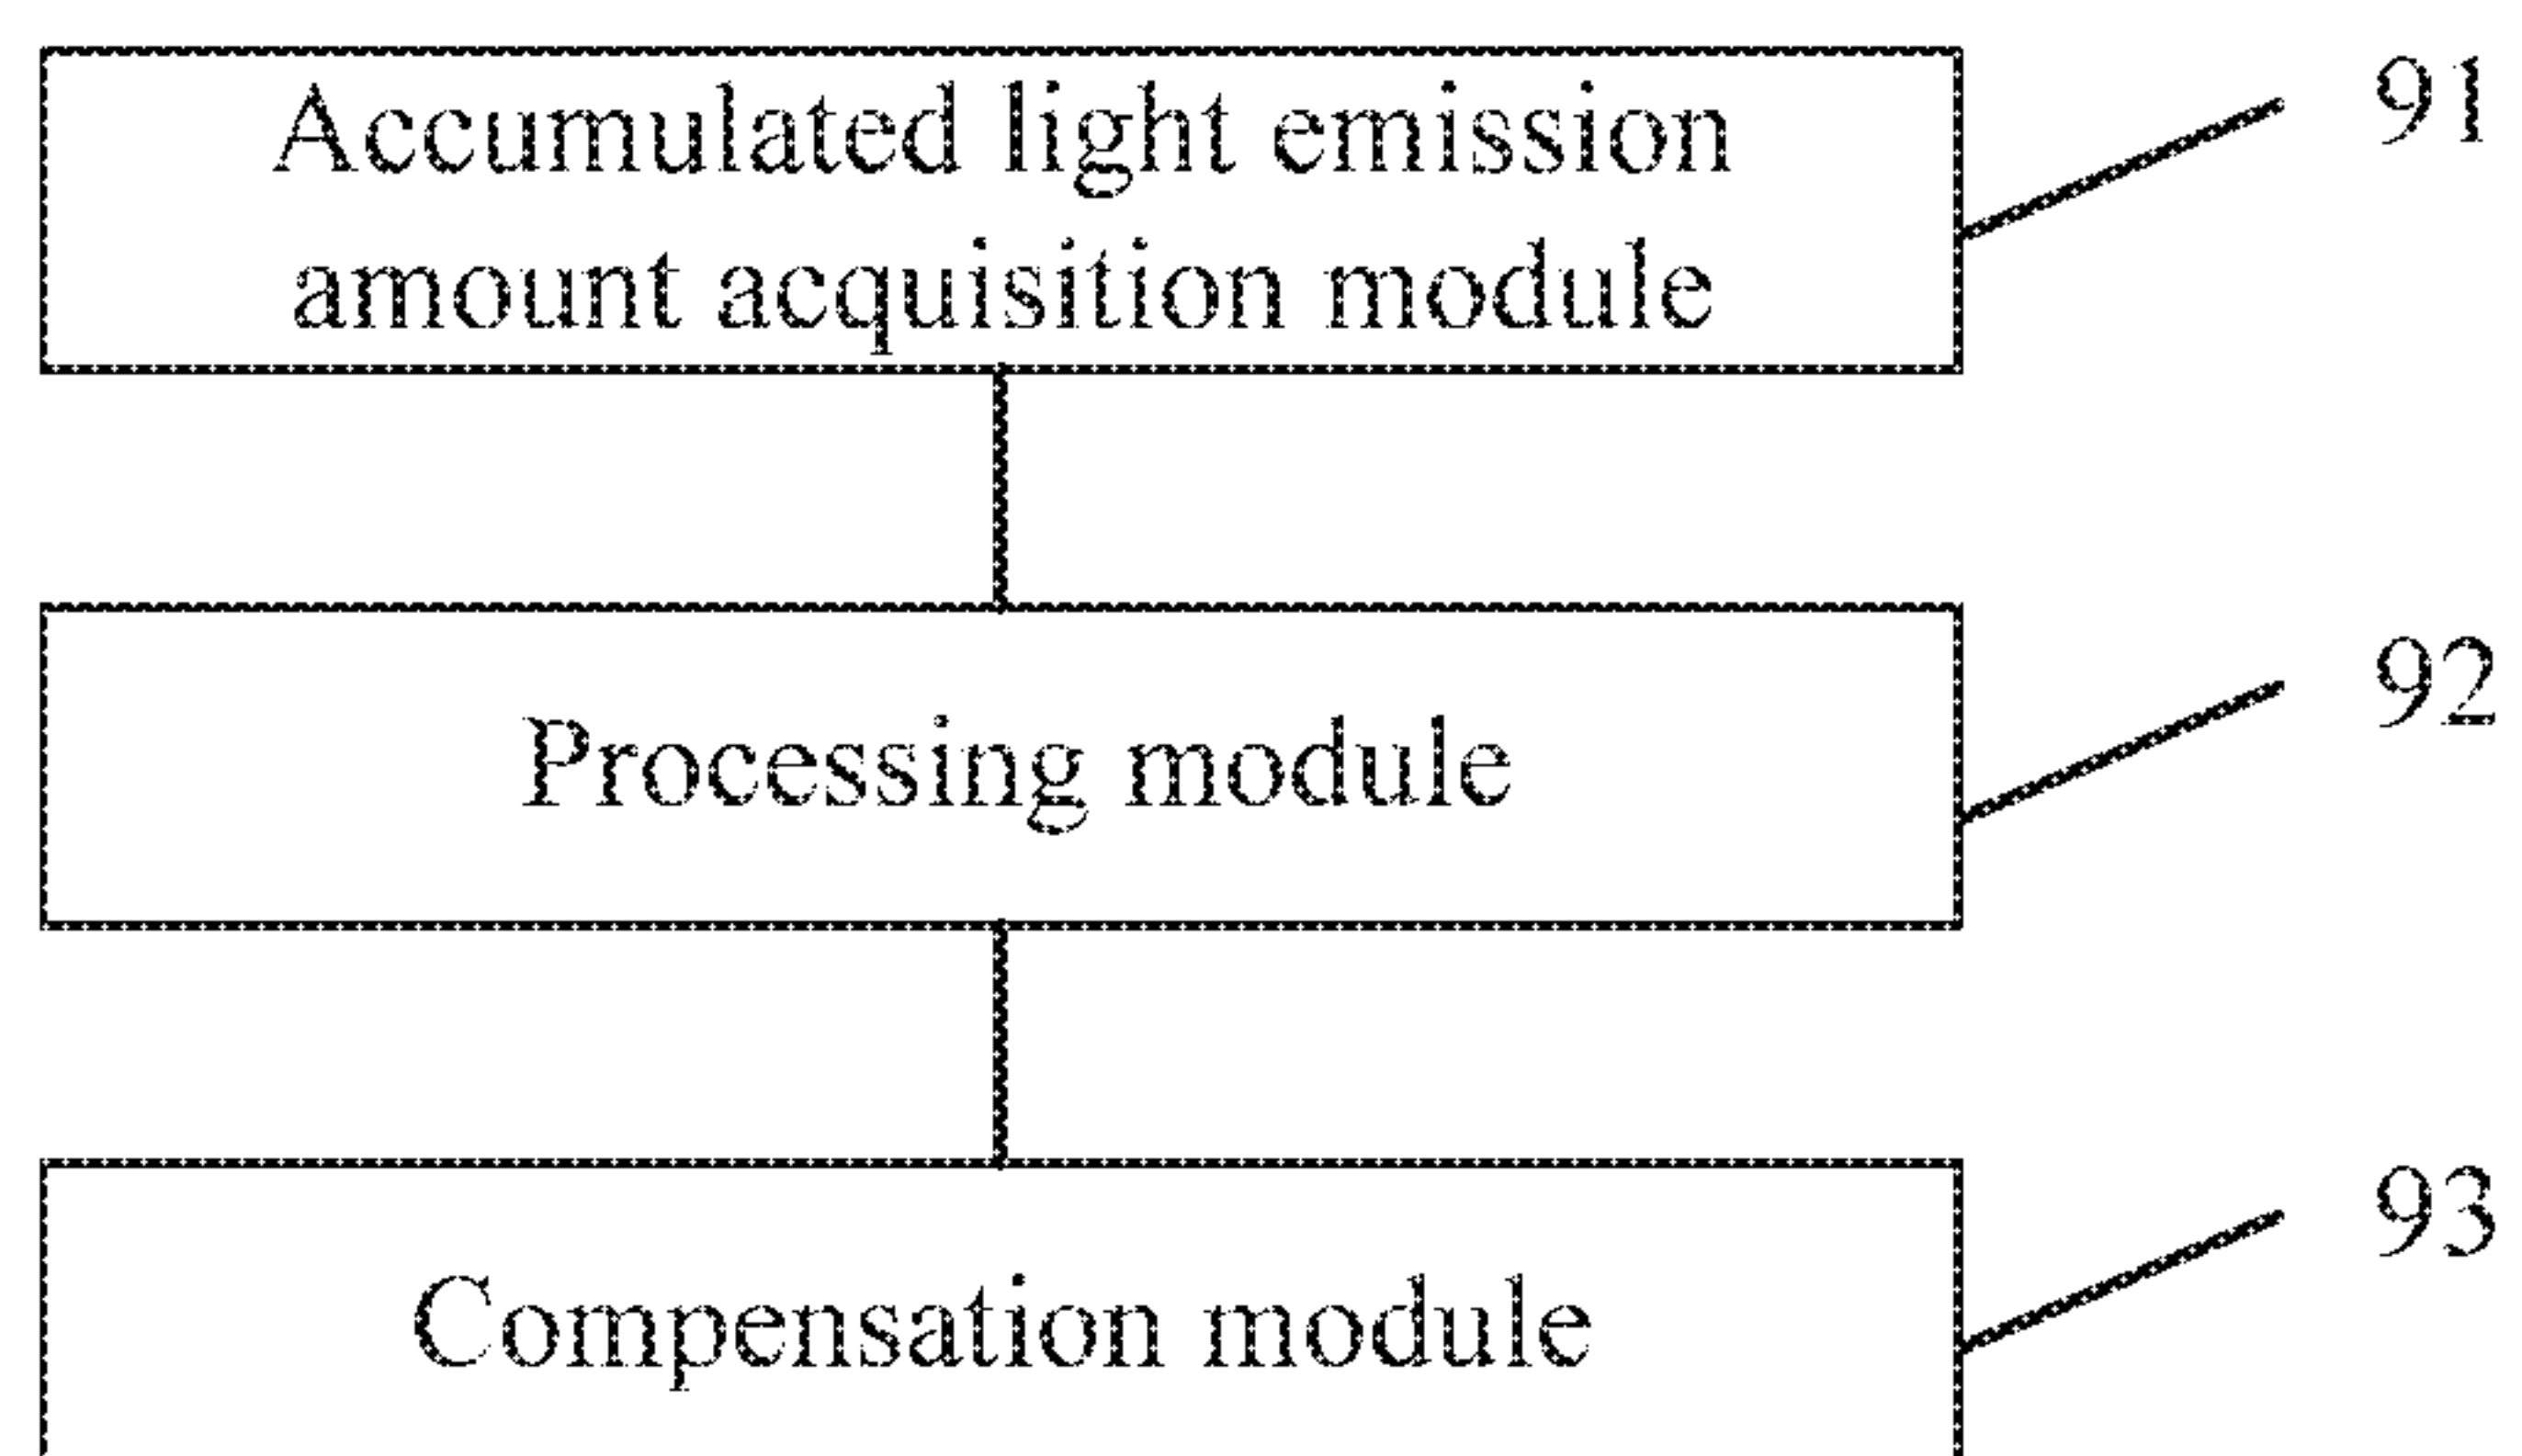 Accumulated light emission
amount acquisition module
91
Processing module
92
Compensation module
93